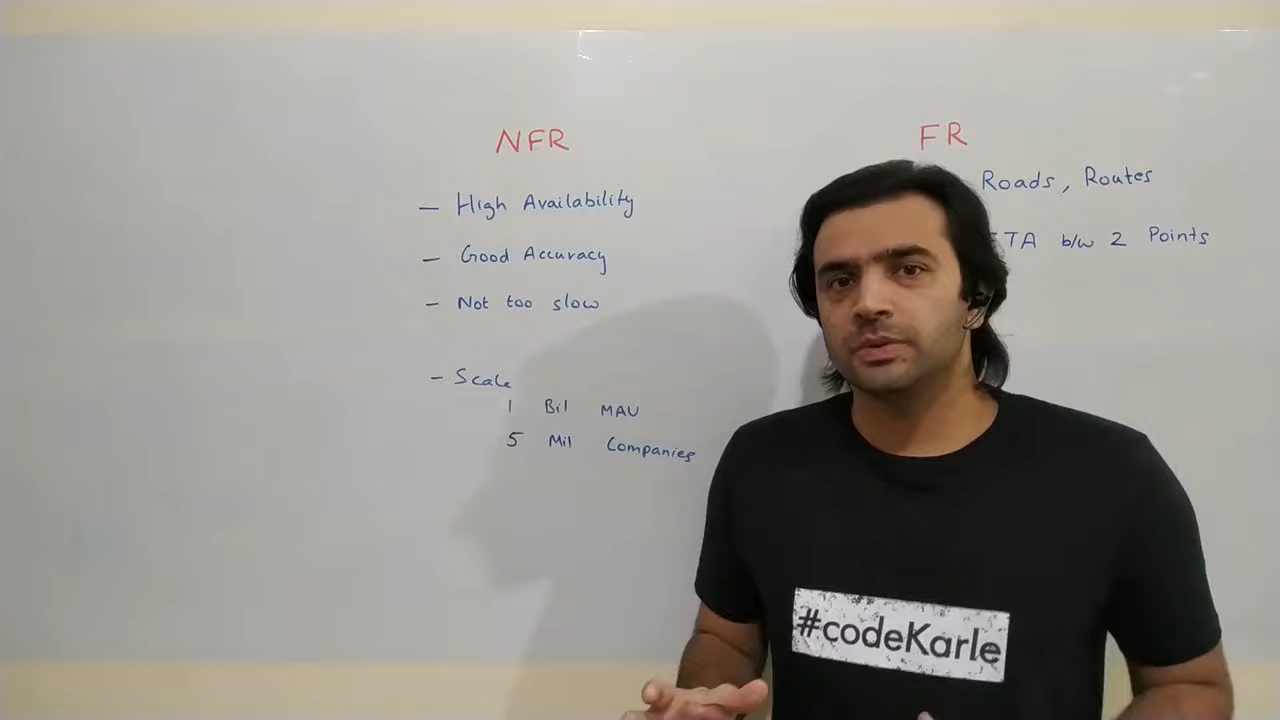 NFR
— High Availability
— Good Accuracy
— Not too slow
— Scale
1 Bil MAU
5 Mil Companies
FR
Roads, Routes
TA b/w 2 Points
#codeKarle